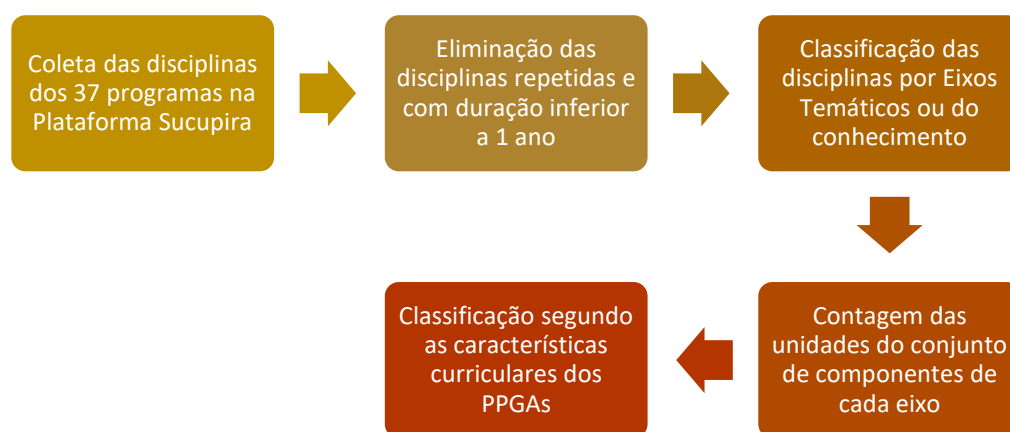 Coleta das disciplinas
dos 37 programas na
Plataforma Sucupira
Eliminação das
disciplinas repetidas e
com duração inferior
a 1 ano
Classificação das
disciplinas por Eixos
Temáticos ou do
conhecimento
Contagem das
unidades do conjunto
de componentes de
cada eixo
Classificação segundo
as características
curriculares dos
PPGAs